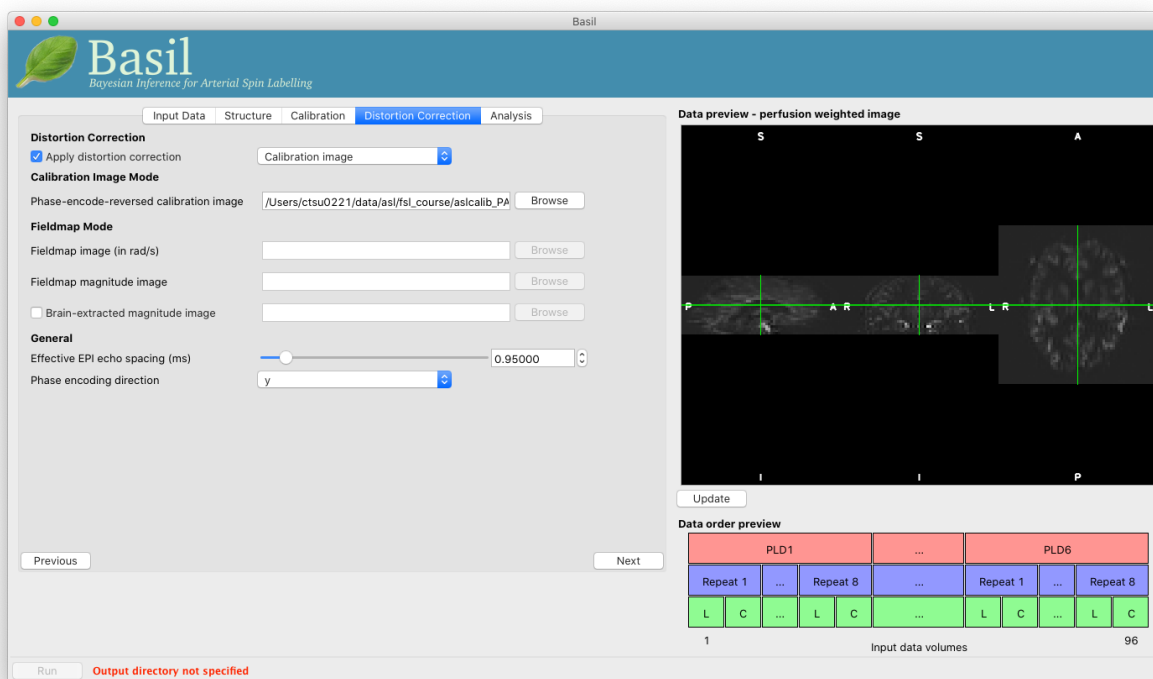 Basil
Basil
Bayesian Inference for Arterial Spin Labelling
Input Data Structure Calibration Distortion Correction Analysis
Distortion Correction
Apply distortion correction Calibration image
Calibration Image Mode
Phase-encode-reversed calibration image /Users/ctsu0221/data/asl/fsl_course/aslcalib_PA Browse
Fieldmap Mode
Fieldmap image (in rad/s) Browse
Fieldmap magnitude image Browse
Brain-extracted magnitude image Browse
General
Effective EPI echo spacing (ms) 0.95000
Phase encoding direction y
Previous Next
Data preview - perfusion weighted image
S S A
P A R L R L
I I P
Update
Data order preview
PLD1 ... PLD6
Repeat 1 ... Repeat 8 ... Repeat 1 ... Repeat 8
L C ... L C ... L C ... L C
1 96
Input data volumes
Run Output directory not specified